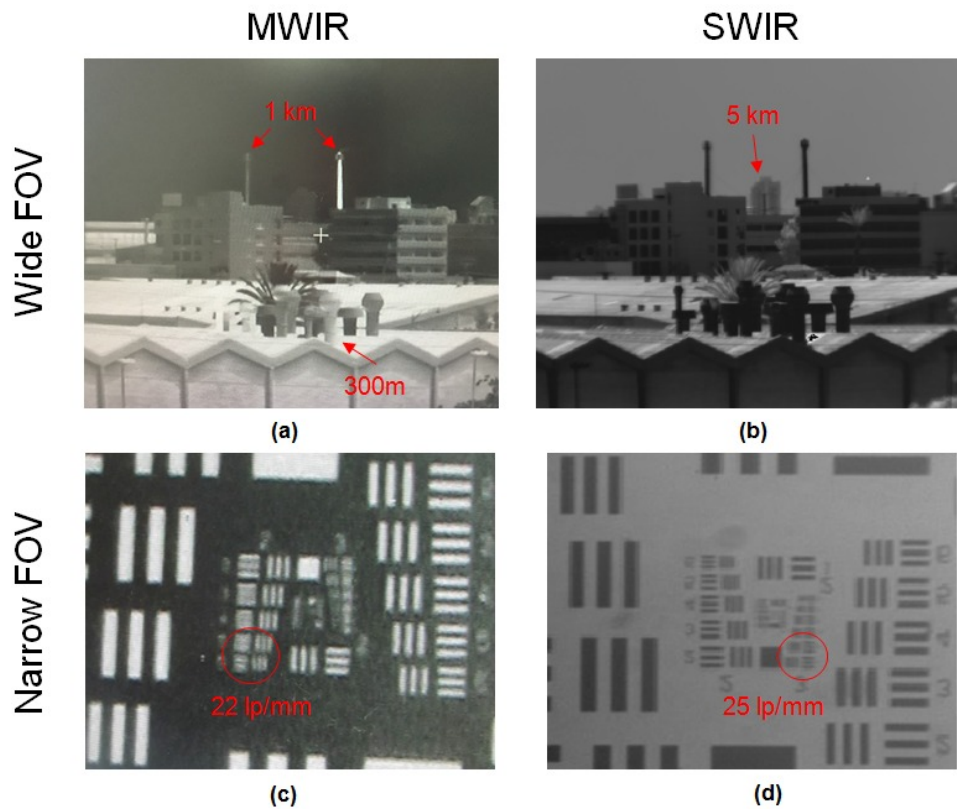 MWIR
SWIR
Wide FOV
1 km
5 km
300m
(a)
(b)
Narrow FOV
22 lp/mm
25 lp/mm
(c)
(d)